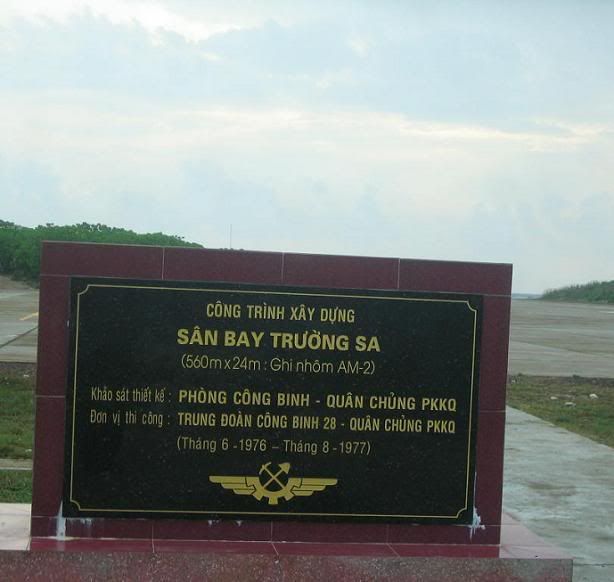 CÔNG TRÌNH XÂY DỰNG
SÂN BAY TRƯỜNG SA
(560m x 24m : Ghi nhôm AM-2)
Khảo sát thiết kế : PHÒNG CÔNG BINH - QUÂN CHỦNG PKKQ
Đơn vị thi công : TRUNG ĐOÀN CÔNG BINH 28 - QUÂN CHỦNG PKKQ
(Tháng 6 -1976 – Tháng 8 -1977)